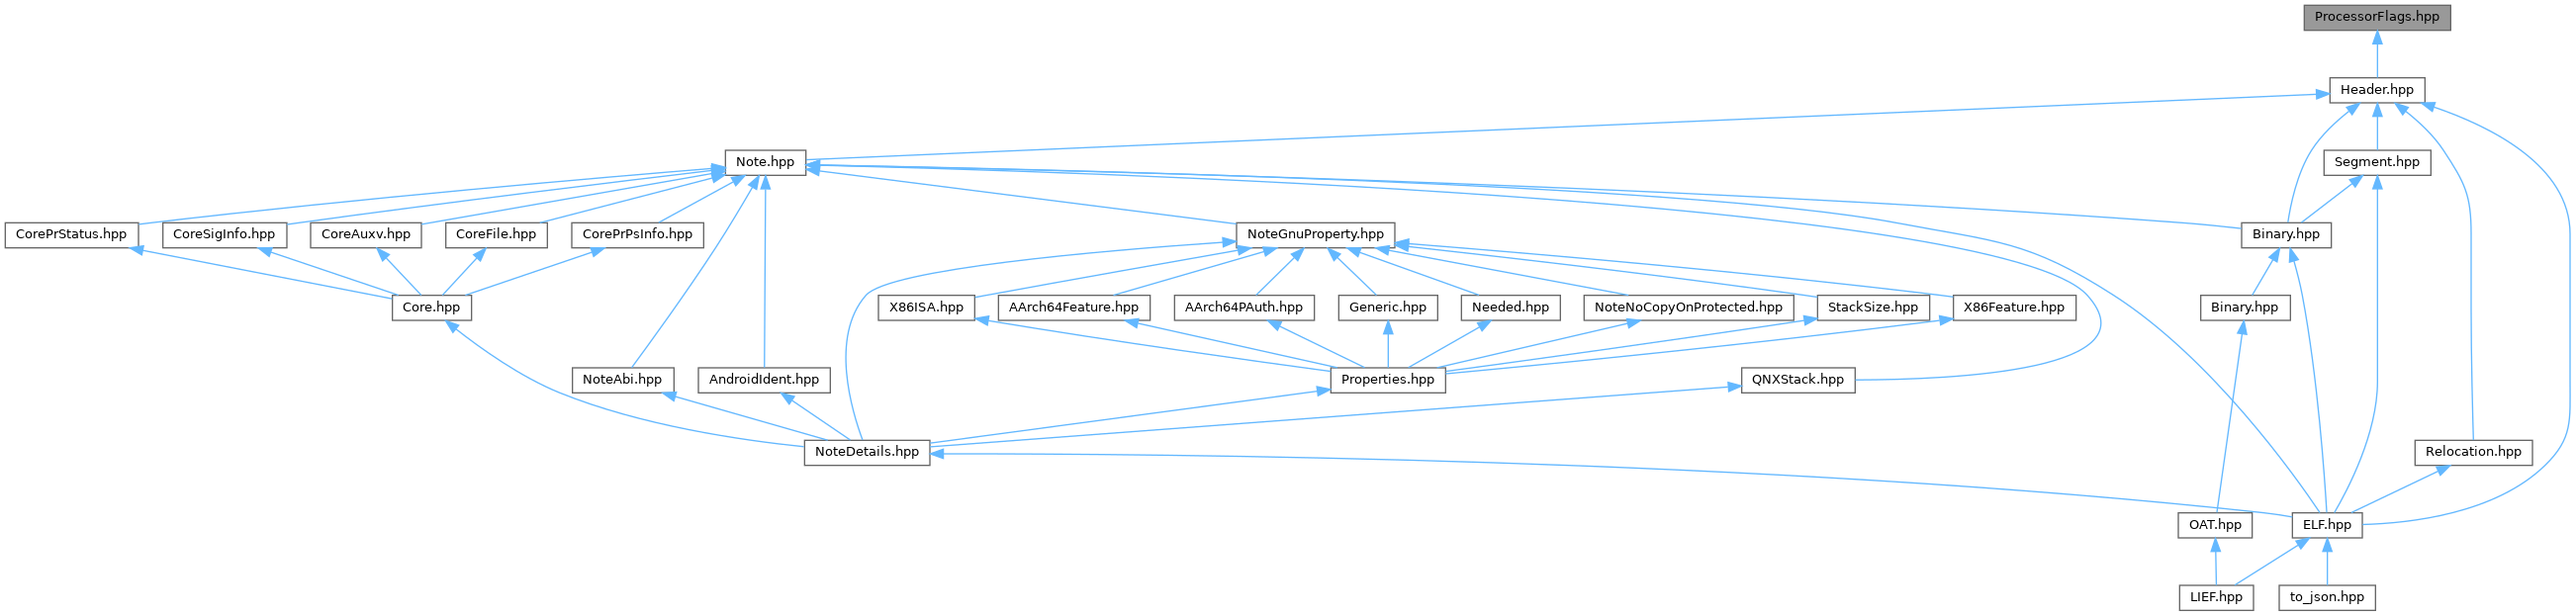 ProcessorFlags.hpp
Header.hpp
Note.hpp
Segment.hpp
CorePrStatus.hpp
CoreSigInfo.hpp
CoreAuxv.hpp
CoreFile.hpp
CorePrPsInfo.hpp
NoteGnuProperty.hpp
Binary.hpp
Core.hpp
X86ISA.hpp
AArch64Feature.hpp
AArch64PAuth.hpp
Generic.hpp
Needed.hpp
NoteNoCopyOnProtected.hpp
StackSize.hpp
X86Feature.hpp
Binary.hpp
NoteAbi.hpp
AndroidIdent.hpp
Properties.hpp
QNXStack.hpp
NoteDetails.hpp
Relocation.hpp
OAT.hpp
ELF.hpp
LIEF.hpp
to_json.hpp